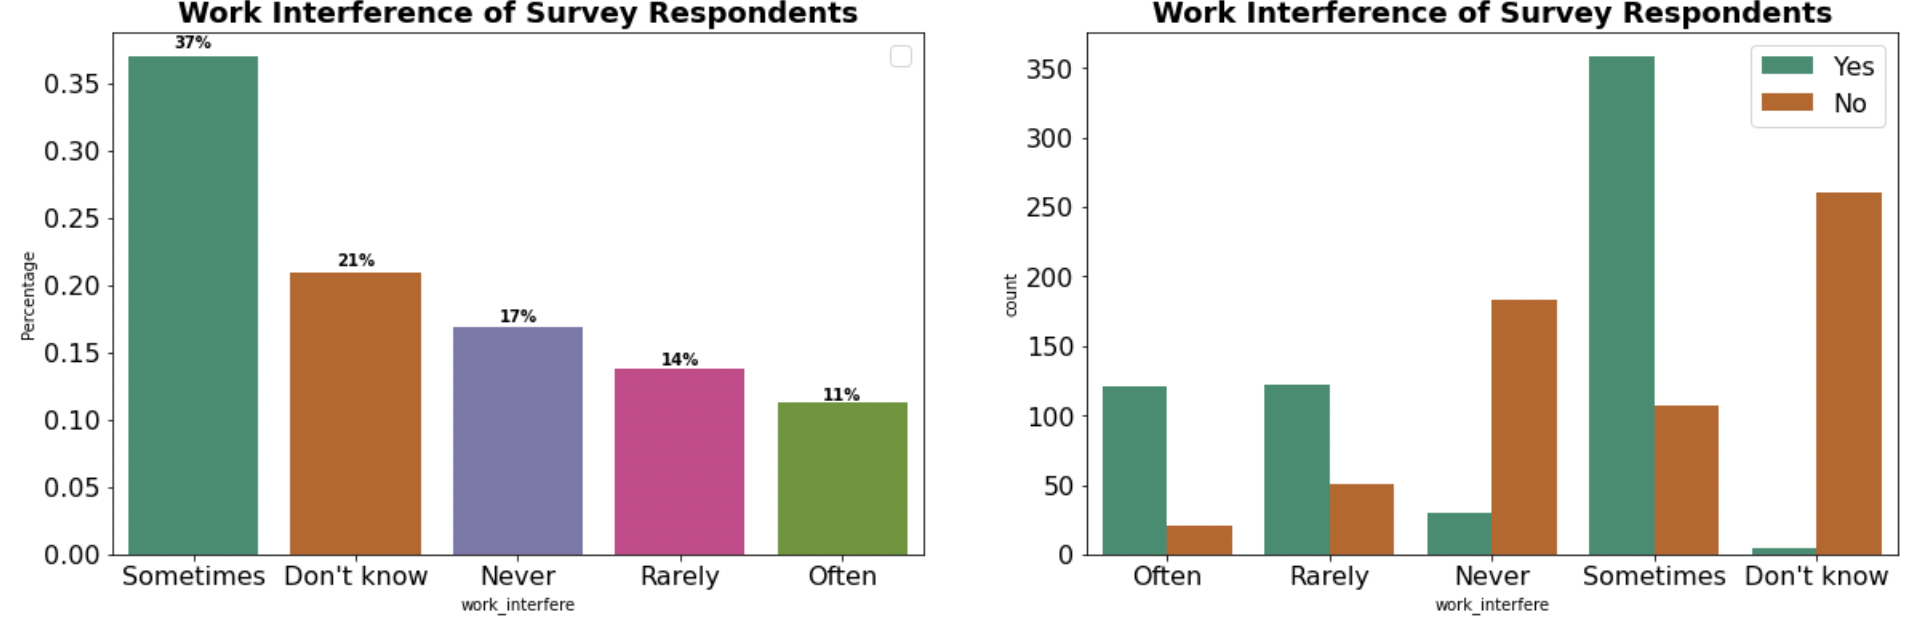 Work Interference of Survey Respondents
37%
21%
17%
14%
11%
0.35
0.30
0.25
0.20
0.15
0.10
0.05
0.00
Percentage
Sometimes Don't know Never Rarely Often
work_interfere
Work Interference of Survey Respondents
Yes
No
350
300
250
200
150
100
50
0
count
Often Rarely Never Sometimes Don't know
work_interfere